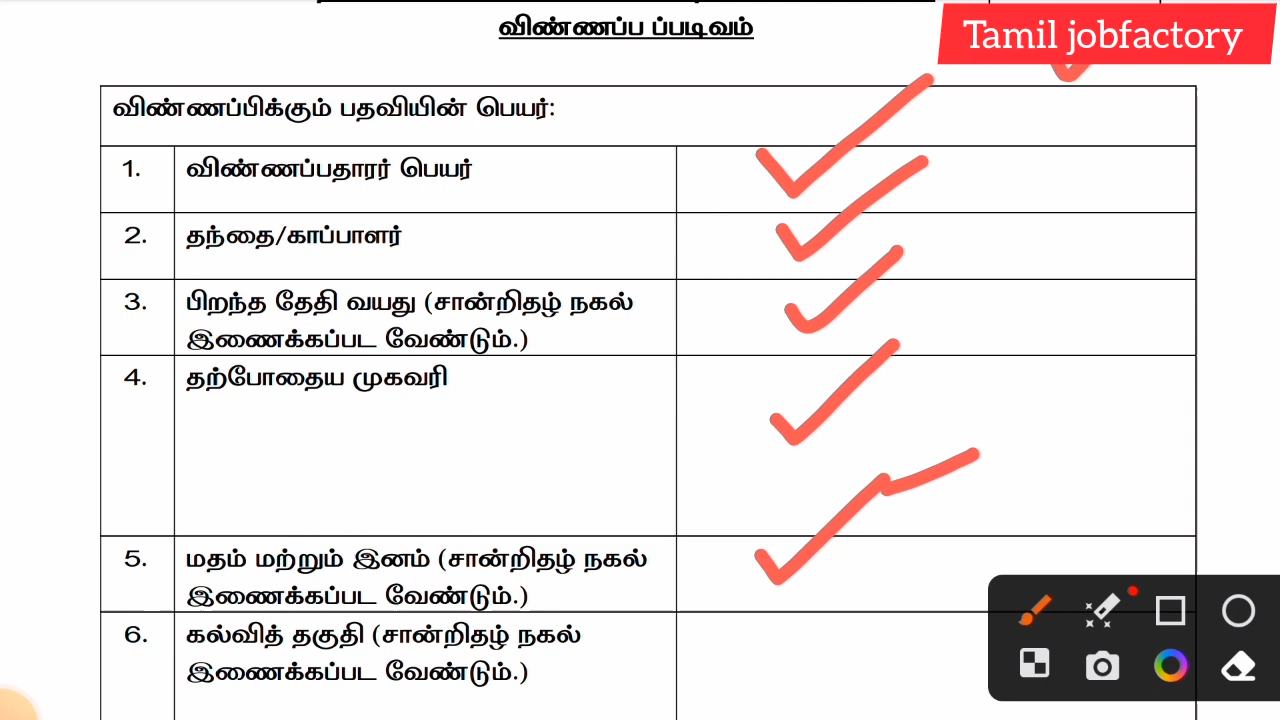 விண்ணப்ப ப்படிவம்
Tamil jobfactory
விண்ணப்பிக்கும் பதவியின் பெயர்:
1. விண்ணப்பதாரர் பெயர்
2. தந்தை/காப்பாளர்
3. பிறந்த தேதி வயது (சான்றிதழ் நகல்
இணைக்கப்பட வேண்டும்.)
4. தற்போதைய முகவரி
5. மதம் மற்றும் இனம் (சான்றிதழ் நகல்
இணைக்கப்பட வேண்டும்.)
6. கல்வித் தகுதி (சான்றிதழ் நகல்
இணைக்கப்பட வேண்டும்.)